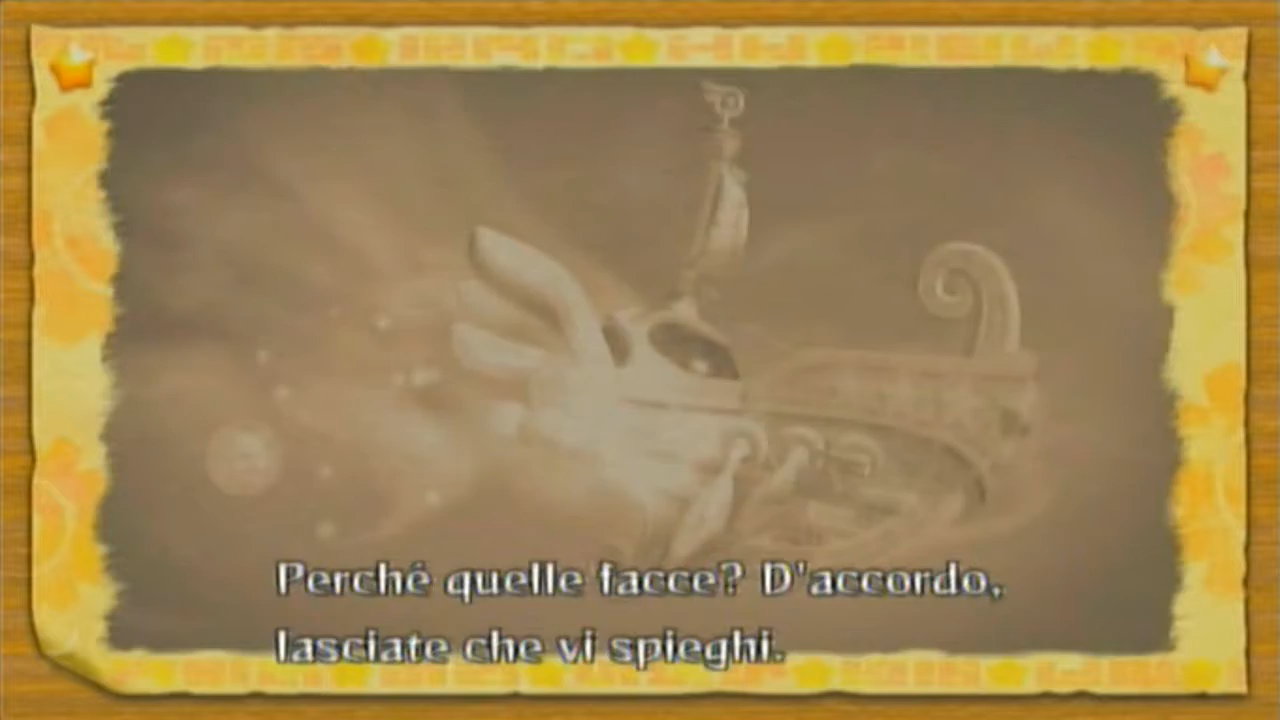 Perché quelle facce? D'accordo,
lasciate che vi spieghi.